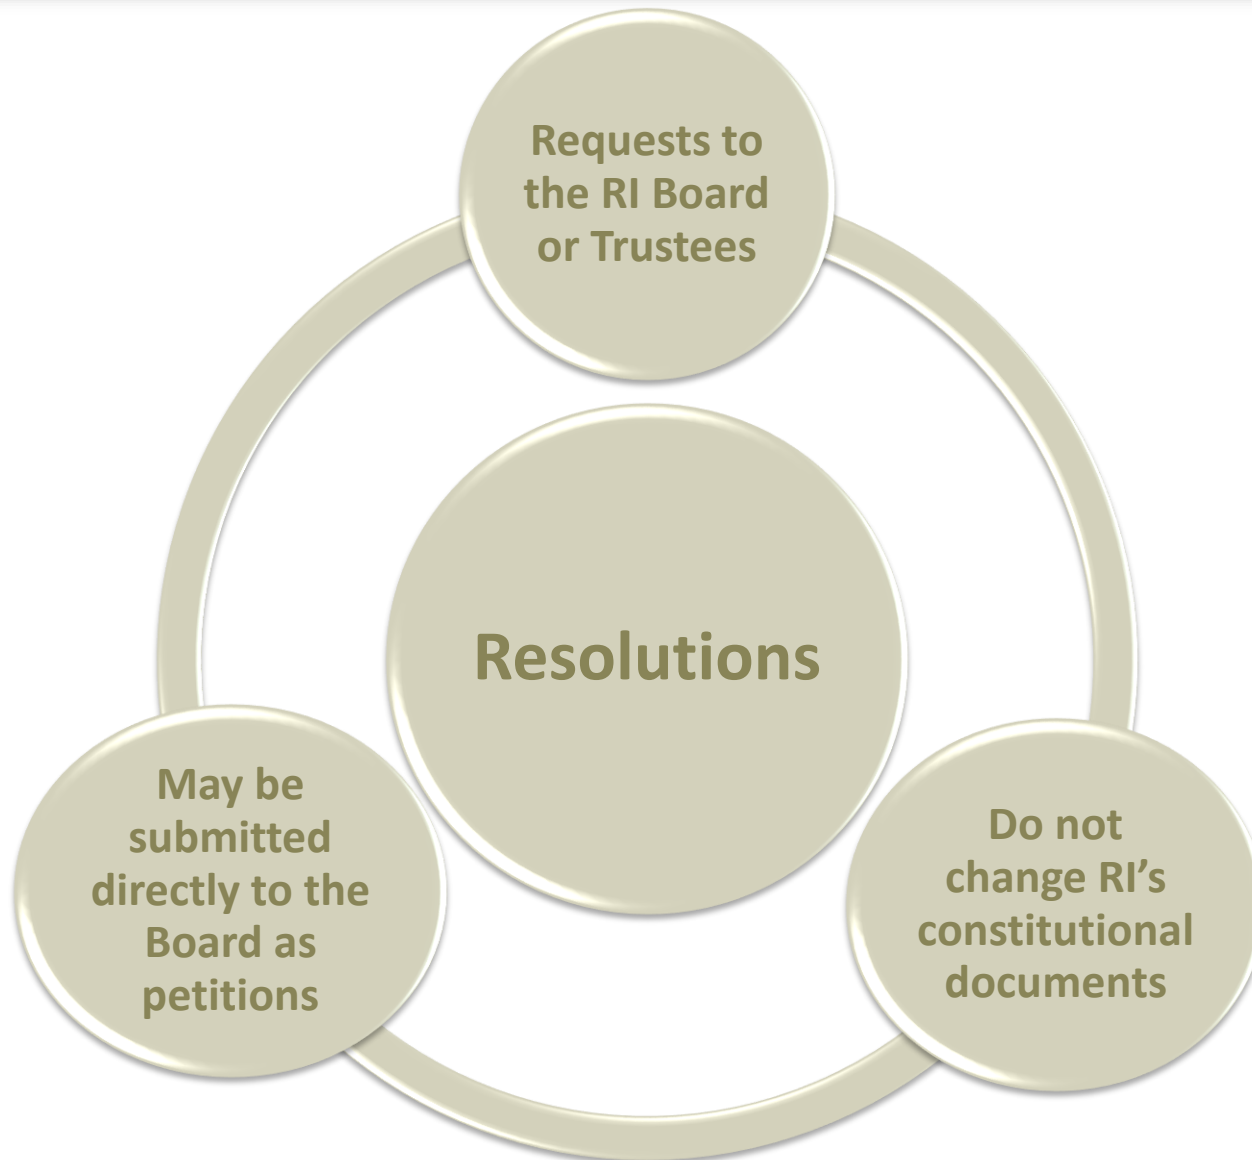 Requests to
the RI Board
or Trustees
Resolutions
May be
submitted
directly to the
Board as
petitions
Do not
change RI’s
constitutional
documents